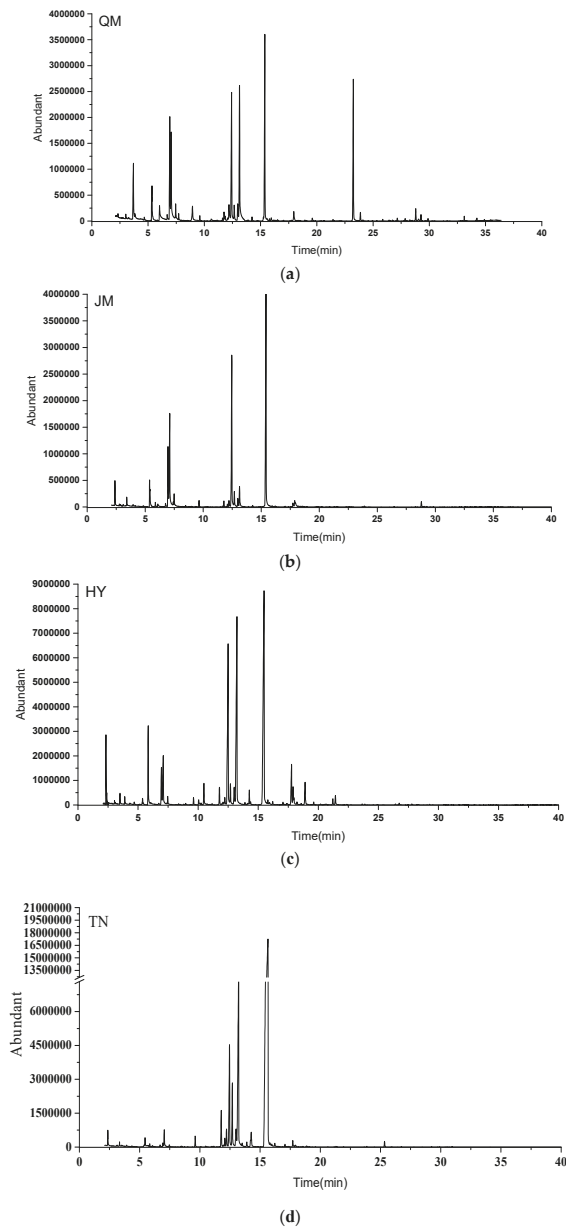 QM
4000000
3500000
3000000
2500000
2000000
1500000
1000000
500000
0
Abundant
0 5 10 15 20 25 30 35 40
Time(min)
(a)
JM
4000000
3500000
3000000
2500000
2000000
1500000
1000000
500000
0
Abundant
0 5 10 15 20 25 30 35 40
Time(min)
(b)
HY
9000000
8000000
7000000
6000000
5000000
4000000
3000000
2000000
1000000
0
Abundant
0 5 10 15 20 25 30 35 40
Time(min)
(c)
TN
21000000
19500000
18000000
16500000
15000000
13500000
6000000
4500000
3000000
1500000
0
Abundant
0 5 10 15 20 25 30 35 40
Time(min)
(d)